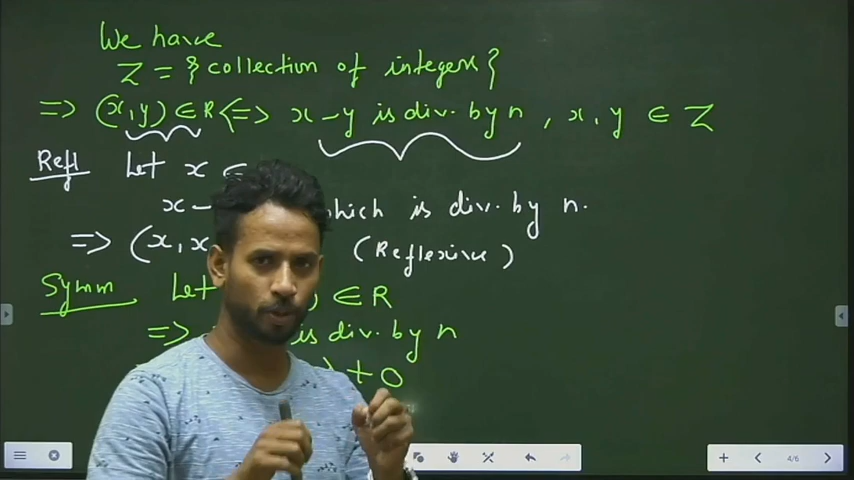 We have
Z = { collection of integers }
=> (x,y) ∈ R <=> x - y is div. by n , x, y ∈ Z
Refl Let x ∈
x - which is div. by n.
=> (x,x (Reflexive)
Symm Let ) ∈ R
=> is div. by n
) + 0
4/6